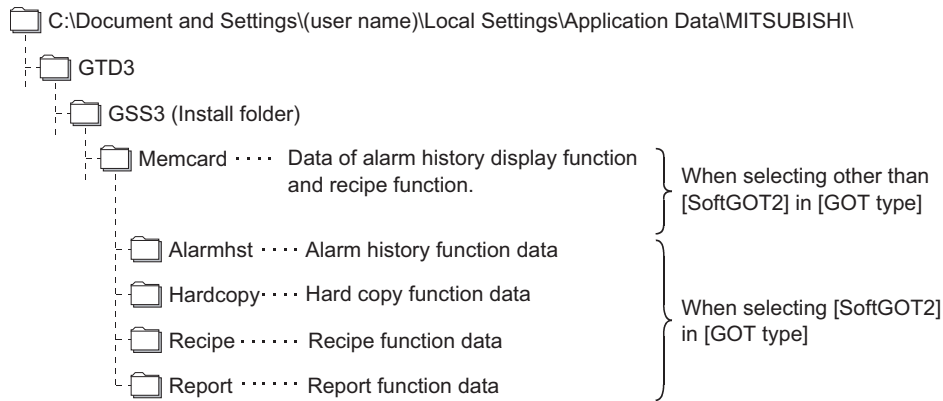 C:\Document and Settings\(user name)\Local Settings\Application Data\MITSUBISHI\
GTD3
GSS3 (Install folder)
Memcard ···· Data of alarm history display function
and recipe function.
When selecting other than
[SoftGOT2] in [GOT type]
Alarmhst ···· Alarm history function data
Hardcopy ···· Hard copy function data
Recipe ······ Recipe function data
Report ······ Report function data
When selecting [SoftGOT2]
in [GOT type]